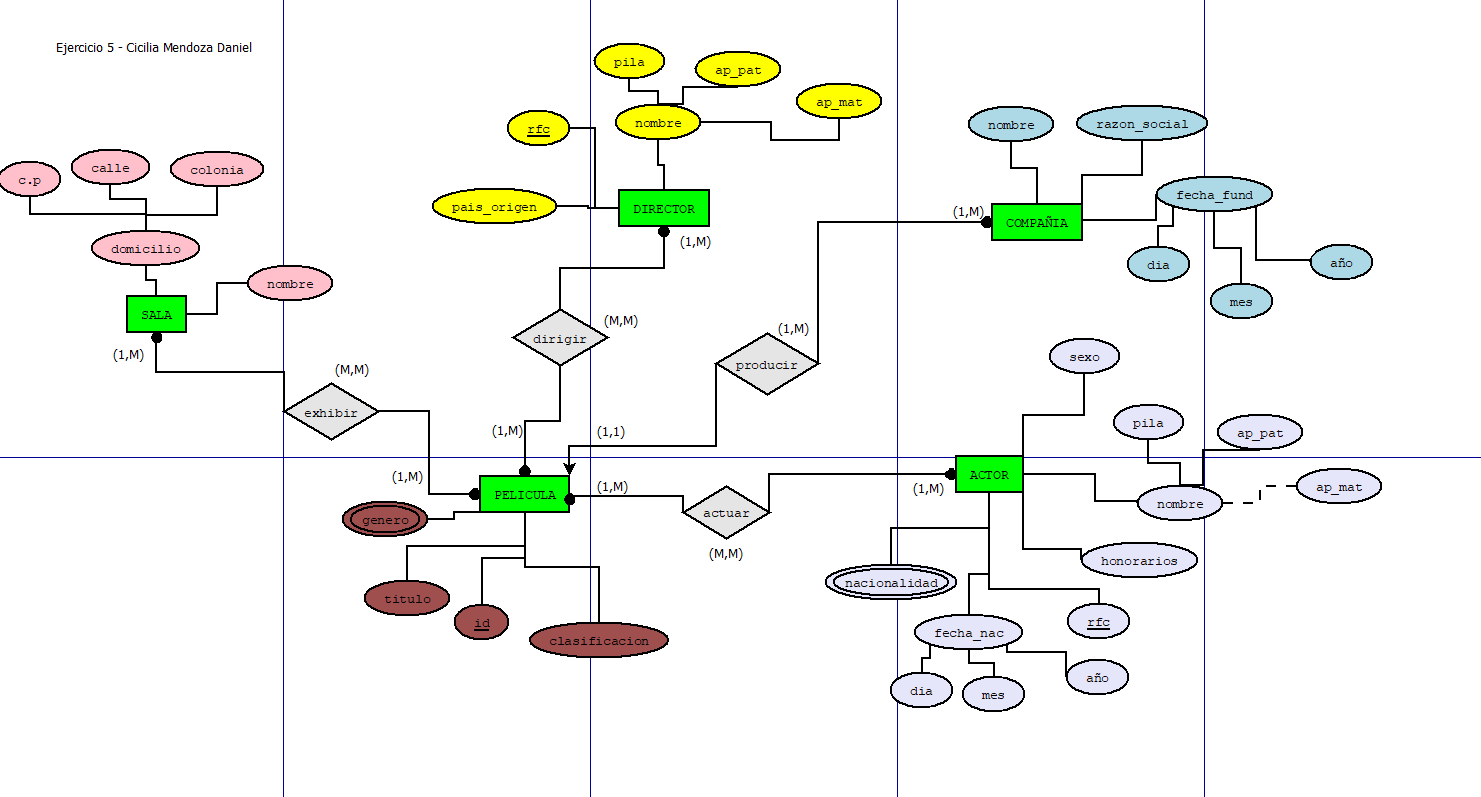 Ejercicio 5 - Cicilia Mendoza Daniel
pila
ap_pat
ap_mat
rfc
nombre
pais_origen
DIRECTOR
(1,M)
nombre
razon_social
fecha_fund
(1,M)
COMPAÑIA
dia
año
mes
c.p
calle
colonia
domicilio
nombre
SALA
(1,M)
(M,M)
exhibir
(M,M)
dirigir
(1,M)
producir
(1,M)
(1,1)
(1,M)
PELICULA
(1,M)
genero
titulo
id
clasificacion
actuar
(M,M)
sexo
pila
ap_pat
ap_mat
nombre
ACTOR
(1,M)
honorarios
nacionalidad
rfc
fecha_nac
dia
mes
año